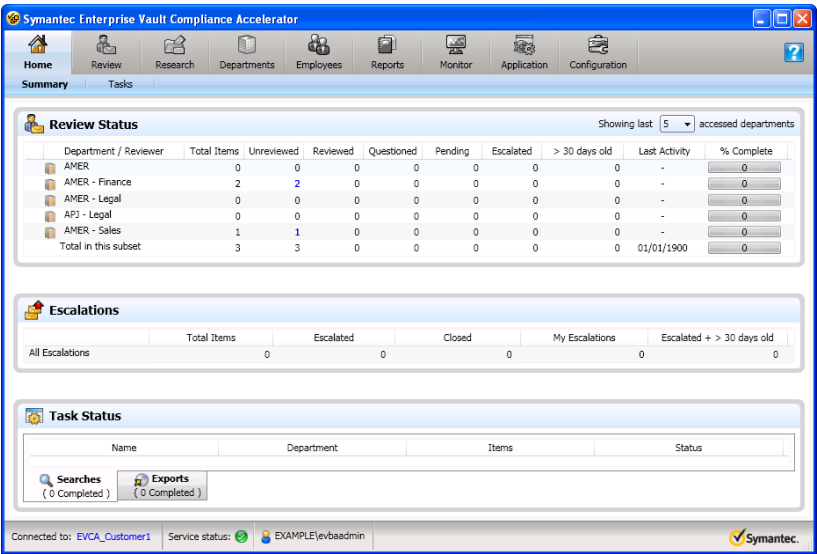 Symantec Enterprise Vault Compliance Accelerator
Home Review Research Departments Employees Reports Monitor Application Configuration ?
Summary Tasks
Review Status Showing last 5 accessed departments
Department / Reviewer Total Items Unreviewed Reviewed Questioned Pending Escalated > 30 days old Last Activity % Complete
AMER 0 0 0 0 0 0 0 - 0
AMER - Finance 2 2 0 0 0 0 0 - 0
AMER - Legal 0 0 0 0 0 0 0 - 0
APJ - Legal 0 0 0 0 0 0 0 - 0
AMER - Sales 1 1 0 0 0 0 0 - 0
Total in this subset 3 3 0 0 0 0 0 01/01/1900 0
Escalations
Total Items Escalated Closed My Escalations Escalated + > 30 days old
All Escalations 0 0 0 0 0
Task Status
Name Department Items Status
Searches Exports
( 0 Completed ) ( 0 Completed )
Connected to: EVCA_Customer1 Service status: EXAMPLE\evbaadmin Symantec.